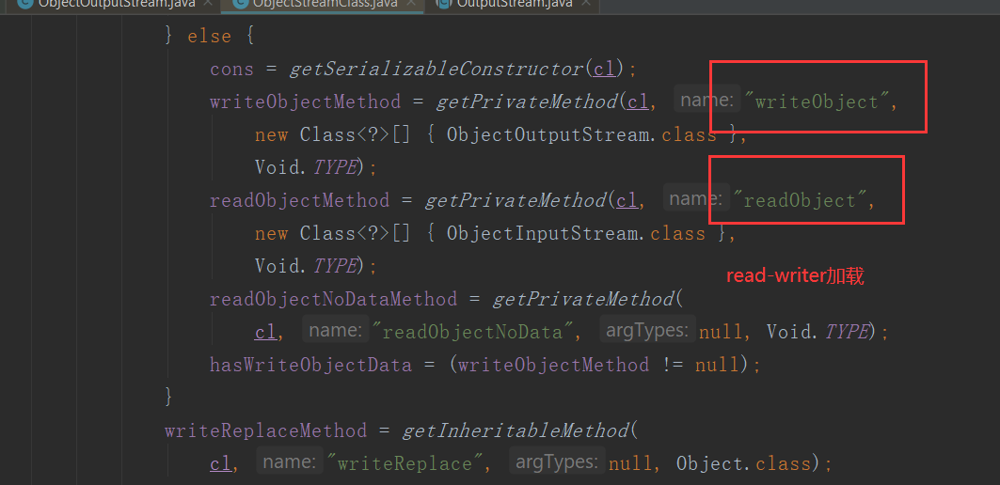 ObjectOutputStream.java × ObjectStreamClass.java × OutputStream.java ×
} else {
cons = getSerializableConstructor(cl);
writeObjectMethod = getPrivateMethod(cl, name: "writeObject",
new Class<?>[] { ObjectOutputStream.class },
Void.TYPE);
readObjectMethod = getPrivateMethod(cl, name: "readObject",
new Class<?>[] { ObjectInputStream.class },
Void.TYPE);
read-writer加载
readObjectNoDataMethod = getPrivateMethod(
cl, name: "readObjectNoData", argTypes: null, Void.TYPE);
hasWriteObjectData = (writeObjectMethod != null);
}
writeReplaceMethod = getInheritableMethod(
cl, name: "writeReplace", argTypes: null, Object.class);